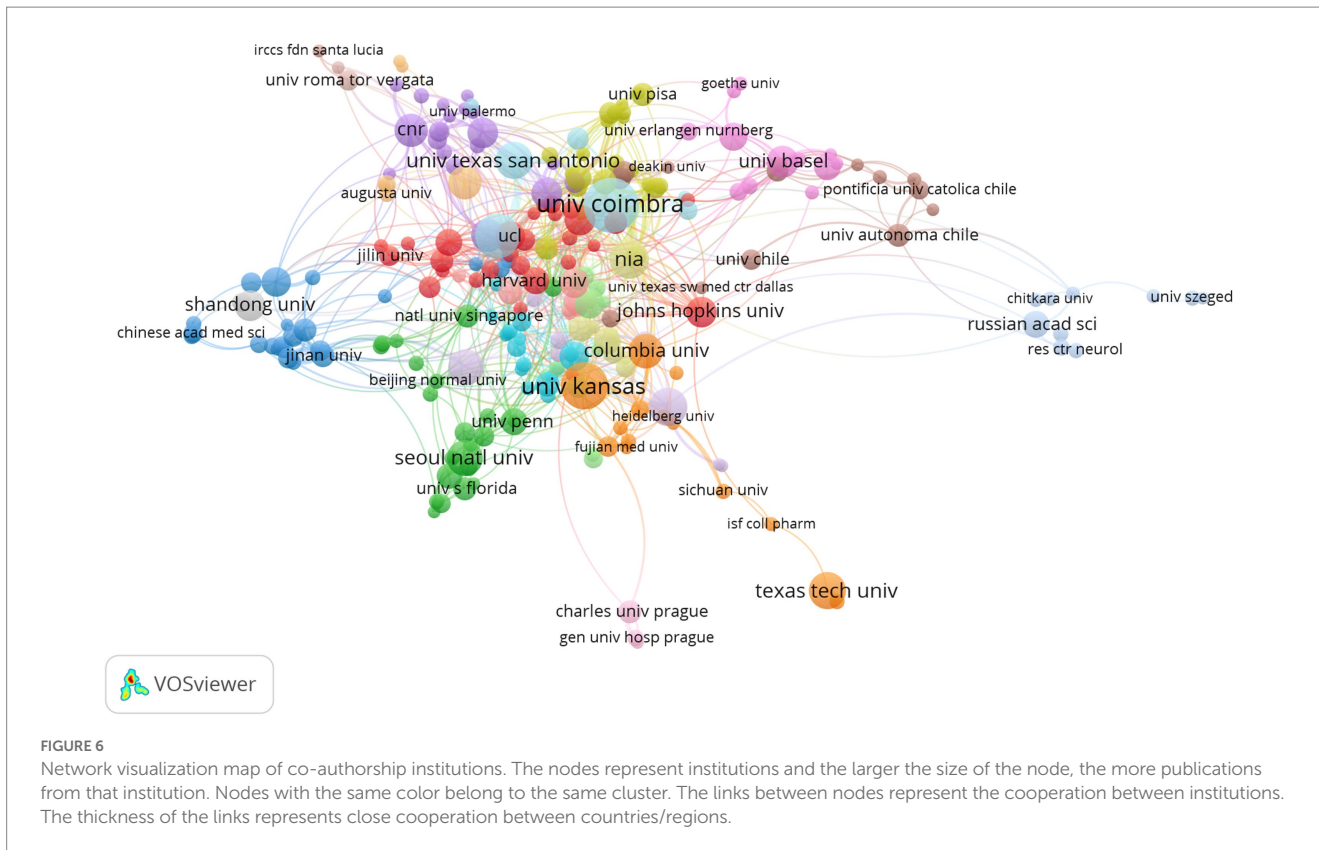 irccs fdn santa lucia
univ roma tor vergata
goethe univ
univ pisa
univ palermo
cnr
univ erlangen nurnberg
univ texas san antonio
deakin univ
univ basel
augusta univ
pontificia univ catolica chile
univ coimbra
ucl
univ autonoma chile
jilin univ
nia
univ chile
harvard univ
univ texas sw med ctr dallas
shandong univ
chitkara univ
univ szeged
natl univ singapore
johns hopkins univ
russian acad sci
chinese acad med sci
jinan univ
columbia univ
res ctr neurol
beijing normal univ
univ kansas
heidelberg univ
univ penn
fujian med univ
seoul natl univ
univ s florida
sichuan univ
isf coll pharm
texas tech univ
charles univ prague
gen univ hosp prague
VOSviewer
FIGURE 6
Network visualization map of co-authorship institutions. The nodes represent institutions and the larger the size of the node, the more publications
from that institution. Nodes with the same color belong to the same cluster. The links between nodes represent the cooperation between institutions.
The thickness of the links represents close cooperation between countries/regions.